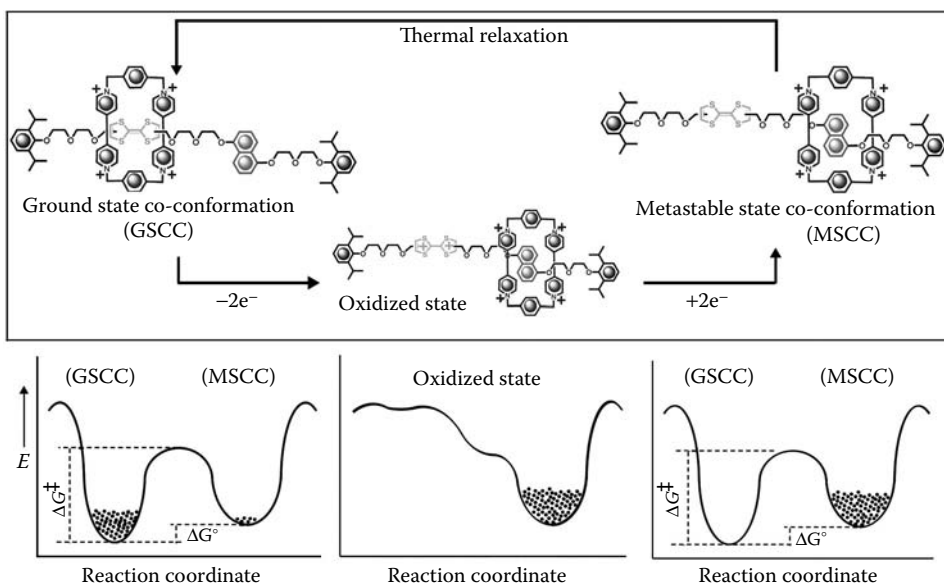 Thermal relaxation
Ground state co-conformation
(GSCC)
Metastable state co-conformation
(MSCC)
−2e⁻
Oxidized state
+2e⁻
(GSCC) (MSCC)
Oxidized state
(GSCC) (MSCC)
E
ΔG‡
ΔG°
ΔG‡
ΔG°
Reaction coordinate
Reaction coordinate
Reaction coordinate